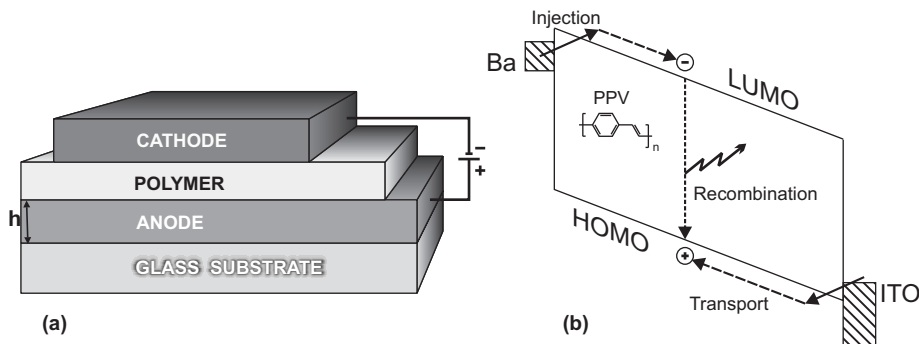 CATHODE
POLYMER
ANODE
GLASS SUBSTRATE
h
−
+
(a)
Injection
Ba
−
LUMO
PPV
n
Recombination
HOMO
+
Transport
ITO
(b)